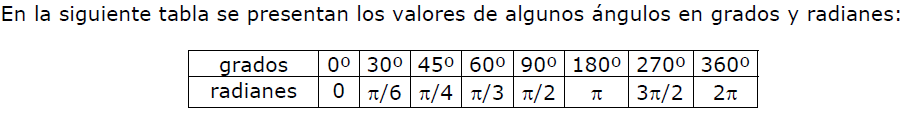 En la siguiente tabla se presentan los valores de algunos ángulos en grados y radianes:
grados 0º 30º 45º 60º 90º 180º 270º 360º
radianes 0 π/6 π/4 π/3 π/2 π 3π/2 2π